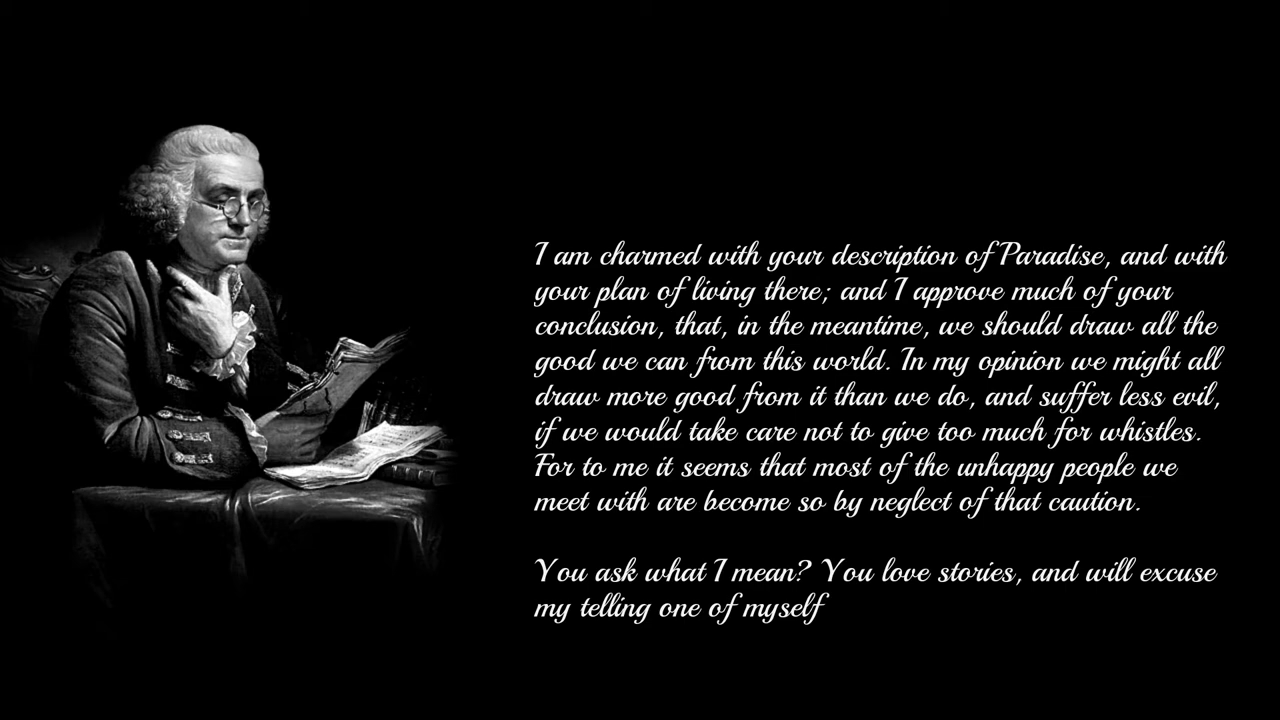 I am charmed with your description of Paradise, and with
your plan of living there; and I approve much of your
conclusion, that, in the meantime, we should draw all the
good we can from this world. In my opinion we might all
draw more good from it than we do, and suffer less evil,
if we would take care not to give too much for whistles.
For to me it seems that most of the unhappy people we
meet with are become so by neglect of that caution.
You ask what I mean? You love stories, and will excuse
my telling one of myself